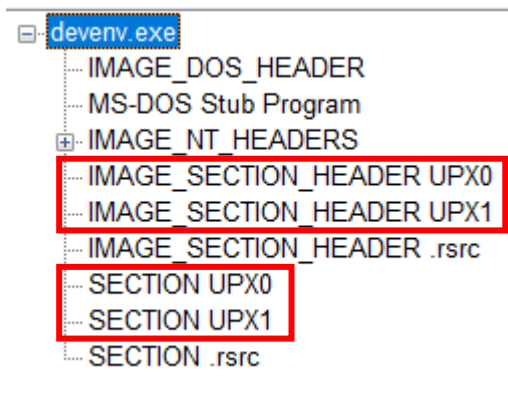 devenv.exe
IMAGE_DOS_HEADER
MS-DOS Stub Program
IMAGE_NT_HEADERS
IMAGE_SECTION_HEADER UPX0
IMAGE_SECTION_HEADER UPX1
IMAGE_SECTION_HEADER .rsrc
SECTION UPX0
SECTION UPX1
SECTION .rsrc